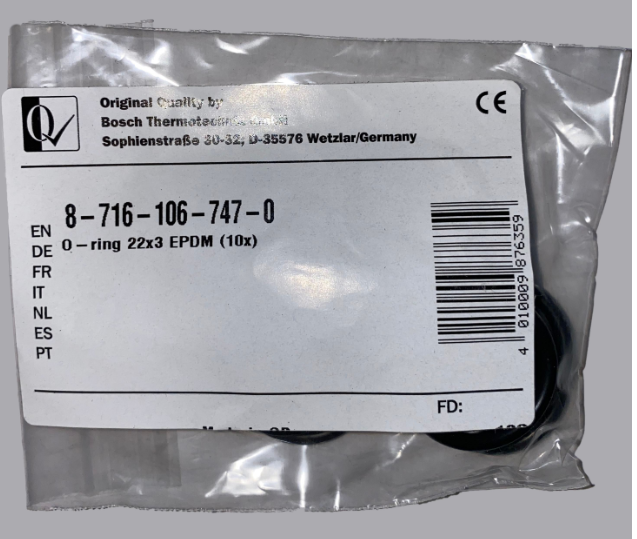 Original Quality by
Bosch Thermotechnik GmbH
Sophienstraße 30-32, D-35576 Wetzlar/Germany
CE
8-716-106-747-0
EN O-ring 22x3 EPDM (10x)
DE
FR
IT
NL
ES
PT
4 010009 876359
FD: